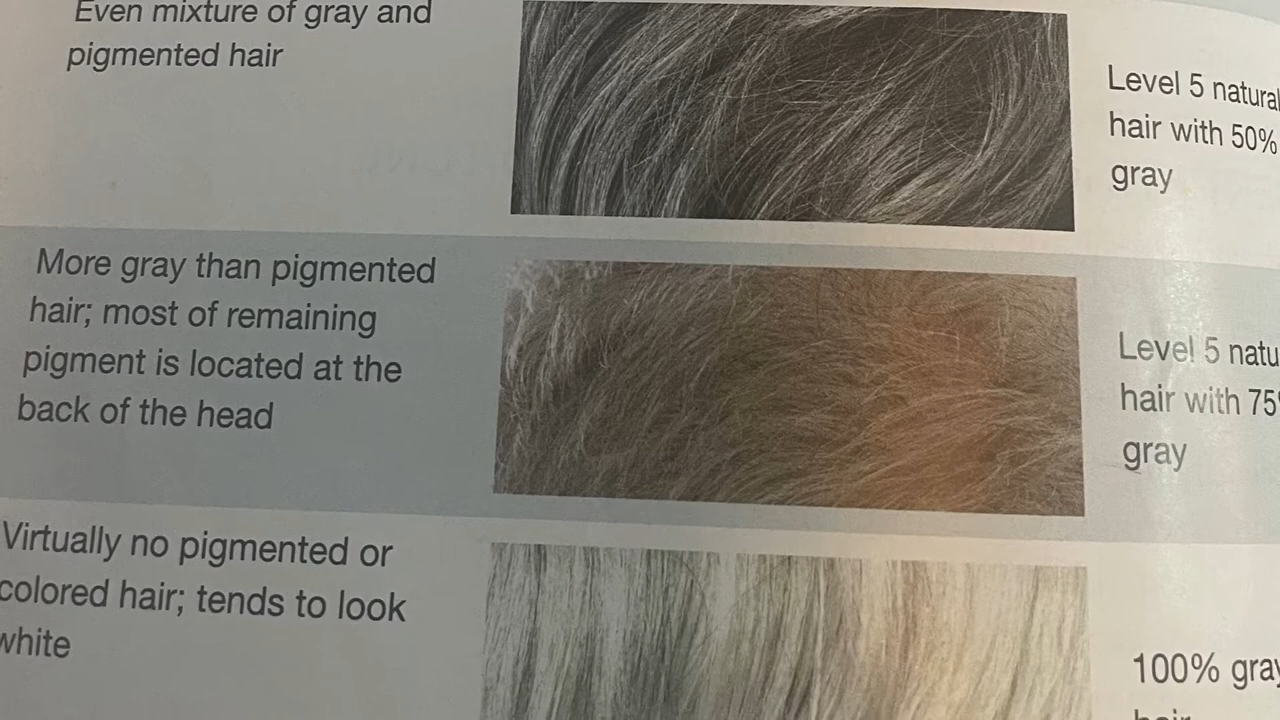 Even mixture of gray and
pigmented hair
Level 5 natural
hair with 50%
gray
More gray than pigmented
hair; most of remaining
pigment is located at the
back of the head
Level 5 natu
hair with 75
gray
Virtually no pigmented or
colored hair; tends to look
white
100% gray
hair